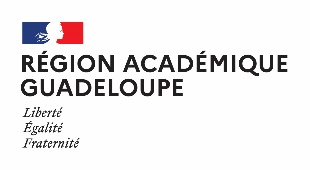 RÉGION ACADÉMIQUE
GUADELOUPE
Liberté
Égalité
Fraternité